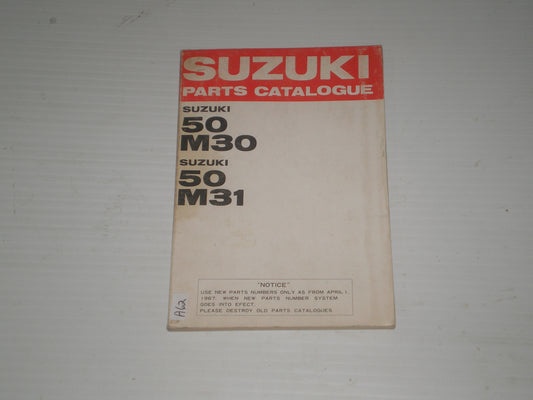 SUZUKI
PARTS CATALOGUE
SUZUKI
50
M30
SUZUKI
50
M31
"NOTICE"
USE NEW PARTS NUMBERS ONLY AS FROM APRIL 1,
1967. WHEN NEW PARTS NUMBER SYSTEM
GOES INTO EFECT,
PLEASE DESTROY OLD PARTS CATALOGUES
A62